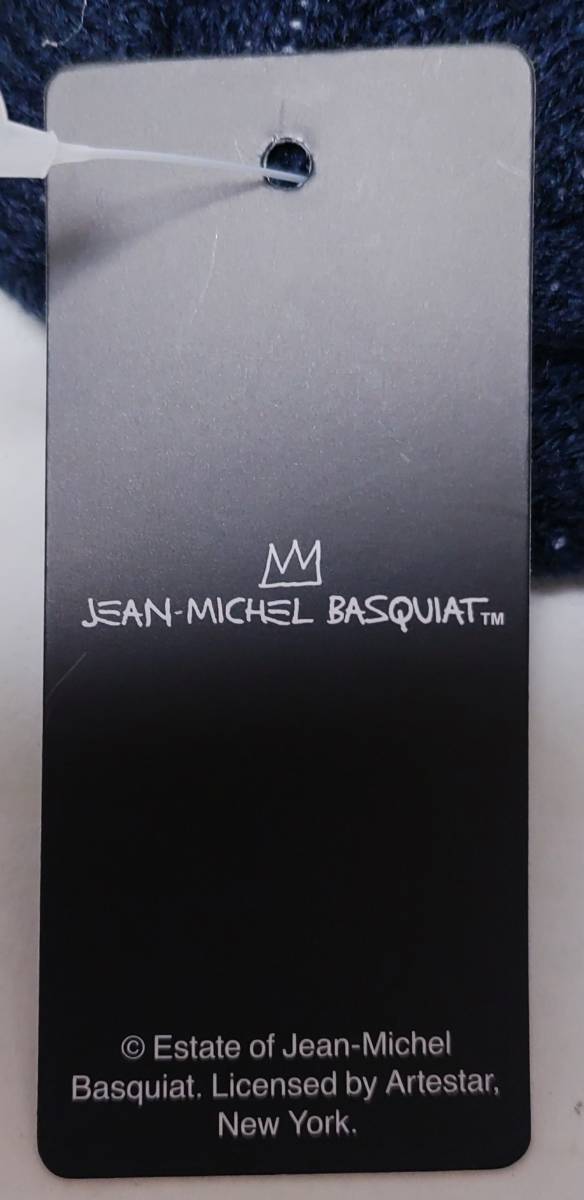 JEAN-MICHEL BASQUIAT™
© Estate of Jean-Michel
Basquiat. Licensed by Artestar,
New York.